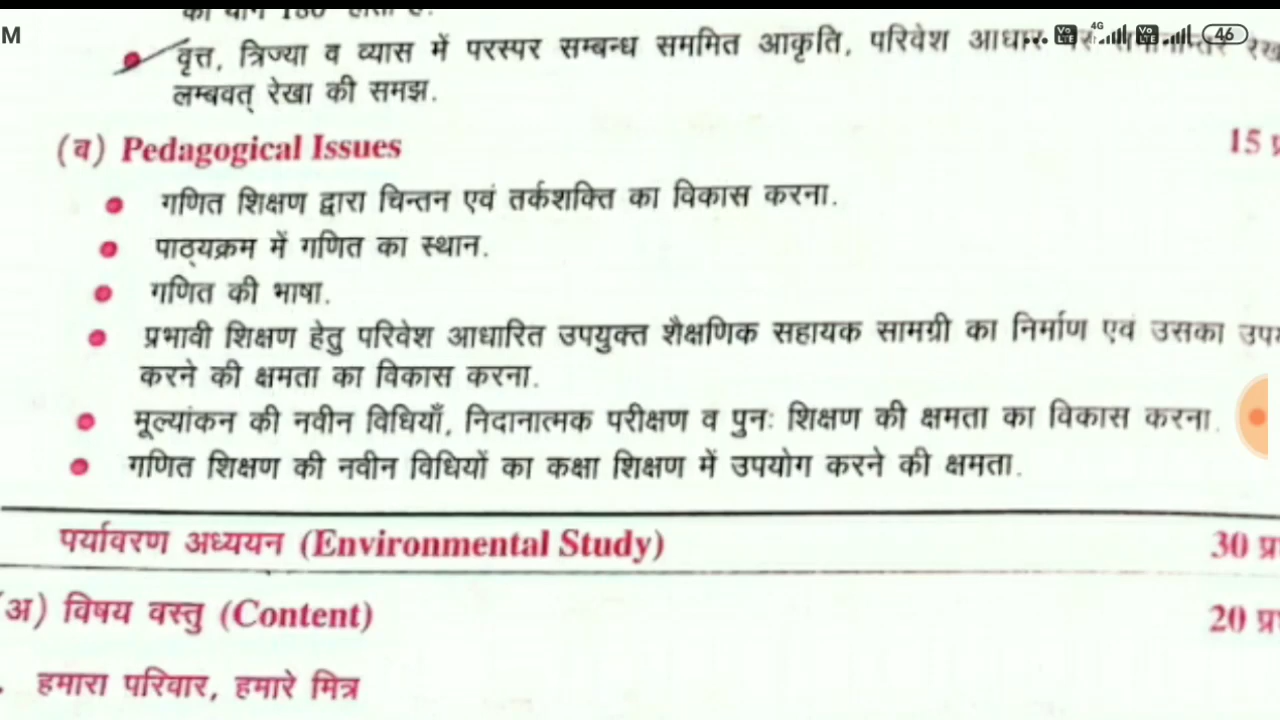 M
4G
46
वृत्त, त्रिज्या व व्यास में परस्पर सम्बन्ध सममित आकृति, परिवेश आधार
लम्बवत् रेखा की समझ.
(ब) Pedagogical Issues 15
गणित शिक्षण द्वारा चिन्तन एवं तर्कशक्ति का विकास करना.
पाठ्यक्रम में गणित का स्थान.
गणित की भाषा.
प्रभावी शिक्षण हेतु परिवेश आधारित उपयुक्त शैक्षणिक सहायक सामग्री का निर्माण एवं उसका
करने की क्षमता का विकास करना.
मूल्यांकन की नवीन विधियाँ, निदानात्मक परीक्षण व पुनः शिक्षण की क्षमता का विकास करना.
गणित शिक्षण की नवीन विधियों का कक्षा शिक्षण में उपयोग करने की क्षमता.
पर्यावरण अध्ययन (Environmental Study) 30
(अ) विषय वस्तु (Content) 20
हमारा परिवार, हमारे मित्र